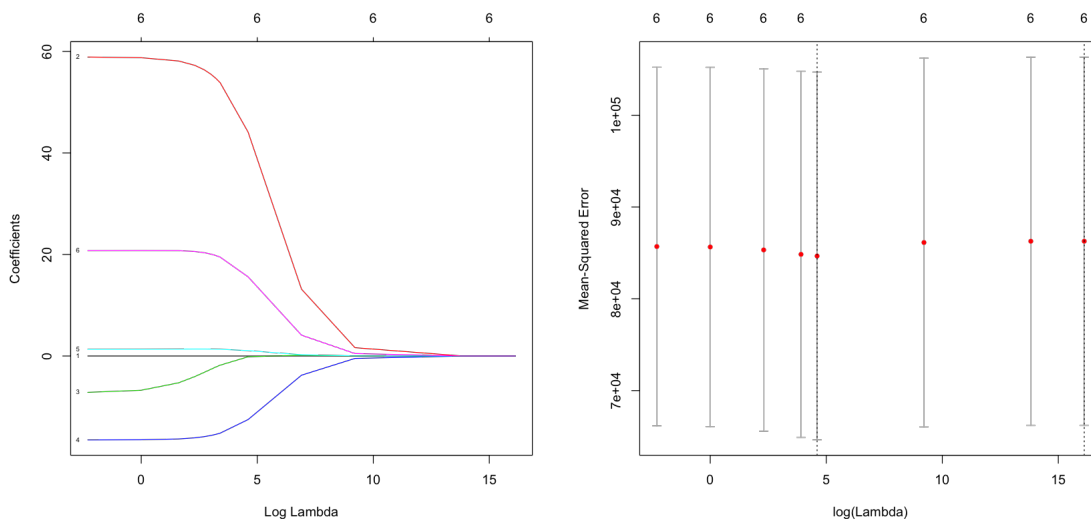 6 6 6 6
60
40
20
0
Coefficients
2
6
5
1
3
4
0 5 10 15
Log Lambda
6 6 6 6 6 6 6
1e+05
9e+04
8e+04
7e+04
Mean-Squared Error
0 5 10 15
log(Lambda)